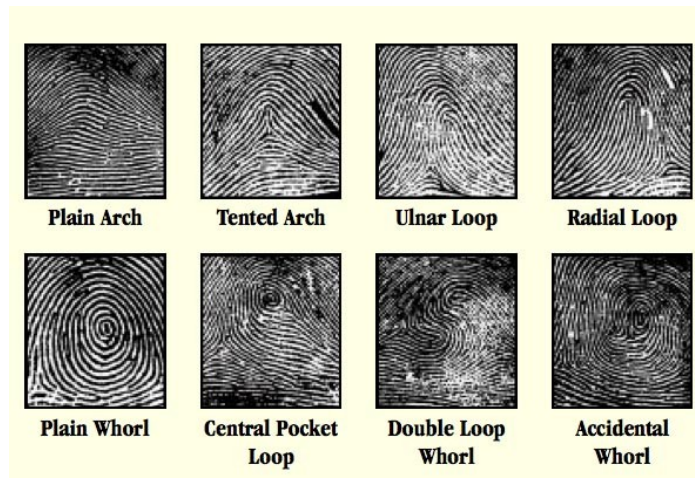 Plain Arch
Tented Arch
Ulnar Loop
Radial Loop
Plain Whorl
Central Pocket
Loop
Double Loop
Whorl
Accidental
Whorl